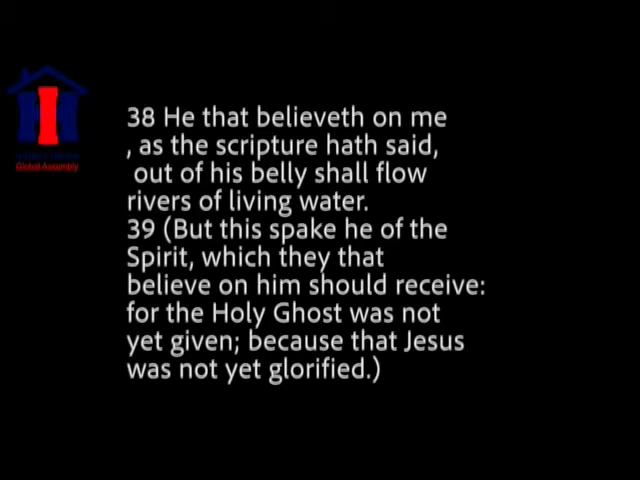 38 He that believeth on me
, as the scripture hath said,
out of his belly shall flow
rivers of living water.
39 (But this spake he of the
Spirit, which they that
believe on him should receive:
for the Holy Ghost was not
yet given; because that Jesus
was not yet glorified.)
Global Assembly